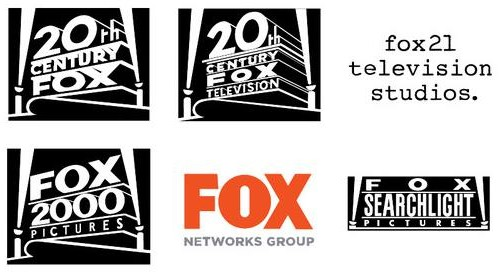 20th
CENTURY
FOX
20th
CENTURY
FOX
TELEVISION
fox21
television
studios.
FOX
2000
PICTURES
FOX
NETWORKS GROUP
FOX
SEARCHLIGHT
PICTURES